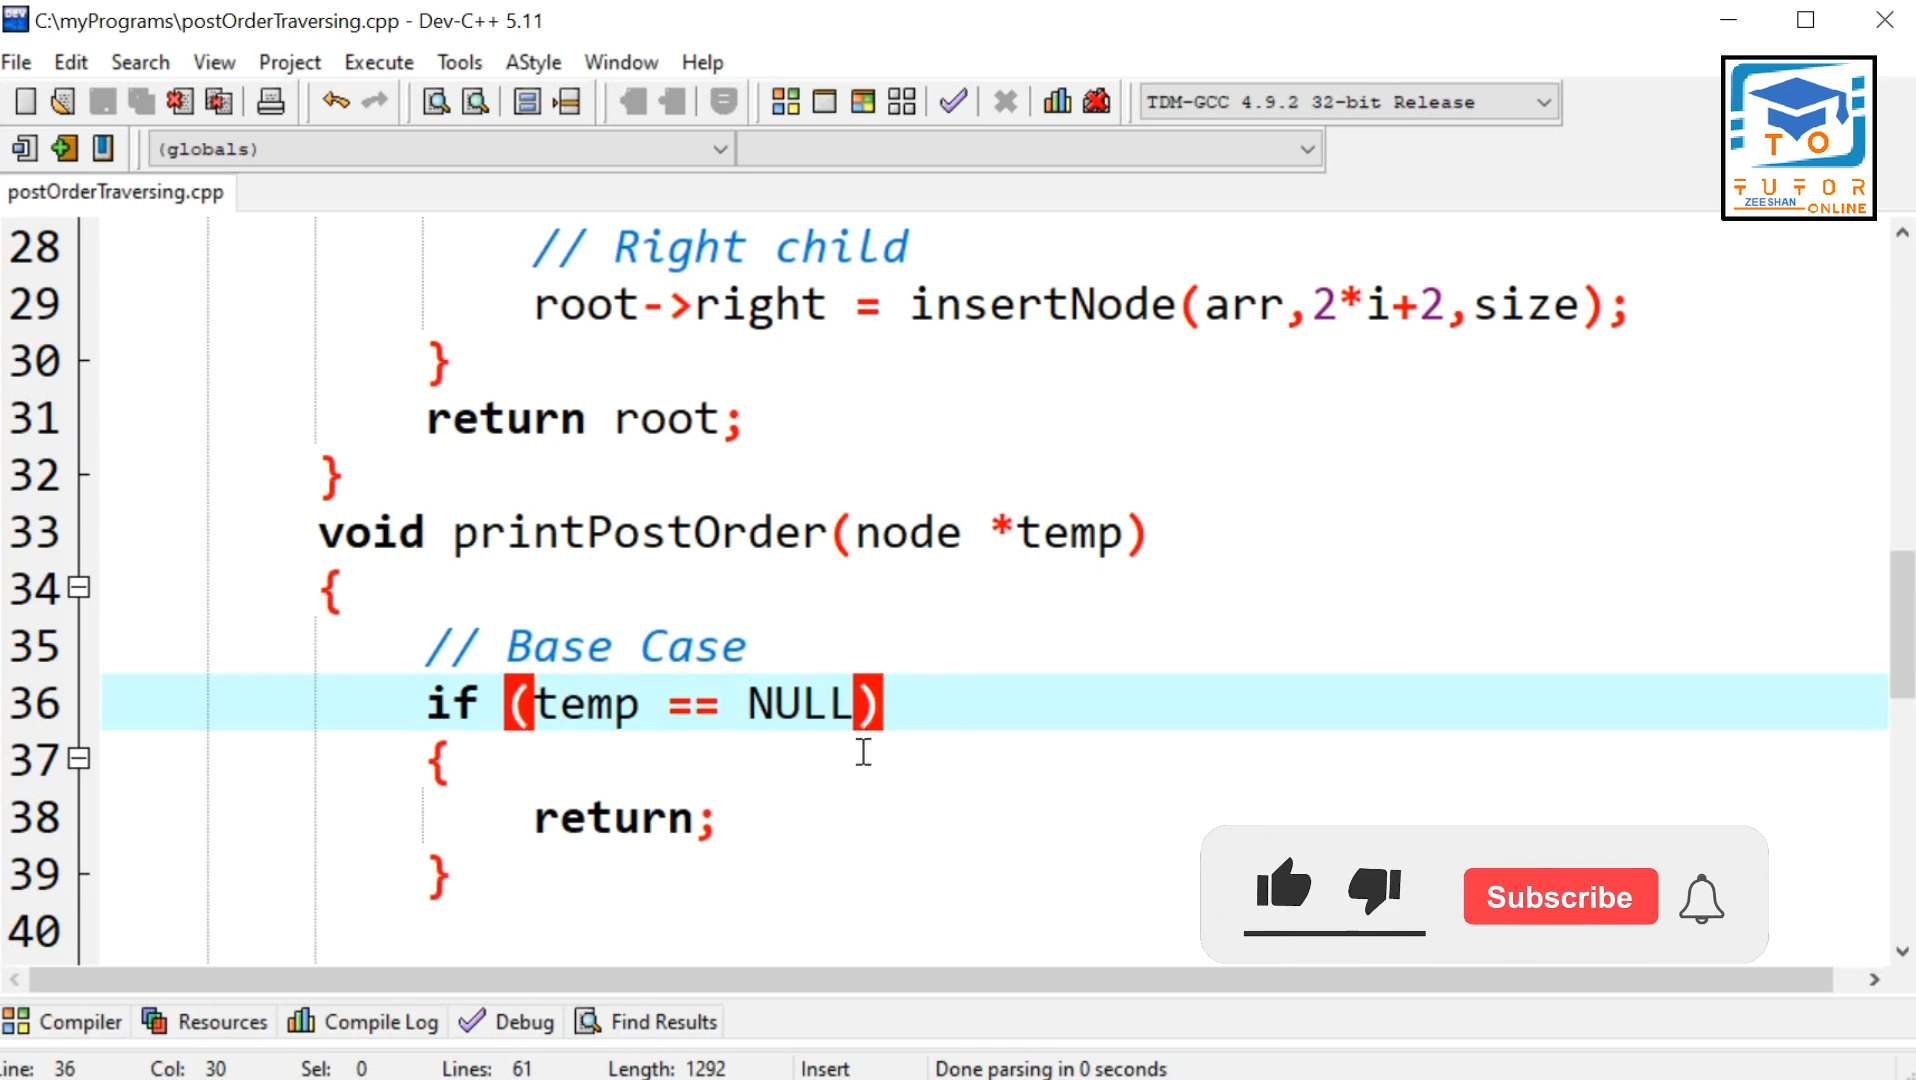 C:\myPrograms\postOrderTraversing.cpp - Dev-C++ 5.11
File Edit Search View Project Execute Tools AStyle Window Help
TDM-GCC 4.9.2 32-bit Release
(globals)
T O
TUTOR
ZEESHAN
ONLINE
postOrderTraversing.cpp
28 // Right child
29 root->right = insertNode(arr,2*i+2,size);
30 }
31 return root;
32 }
33 void printPostOrder(node *temp)
34 {
35 // Base Case
36 if (temp == NULL)
37 {
38 return;
39 }
40
Subscribe
Compiler Resources Compile Log Debug Find Results
ine: 36 Col: 30 Sel: 0 Lines: 61 Length: 1292 Insert Done parsing in 0 seconds